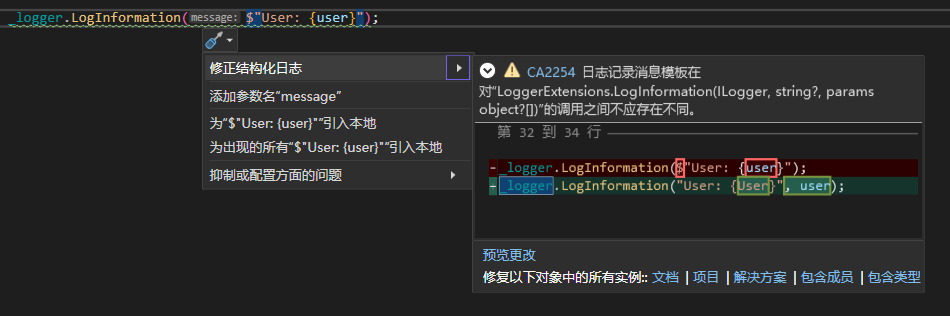 _logger.LogInformation(message: $"User: {user}");
修正结构化日志
添加参数名"message"
为"$"User: {user}""引入本地
为出现的所有"$"User: {user}""引入本地
抑制或配置方面的问题
CA2254 日志记录消息模板在
对"LoggerExtensions.LogInformation(ILogger, string?, params
object?[])"的调用之间不应存在不同。
第 32 到 34 行
-_logger.LogInformation($"User: {user}");
+_logger.LogInformation("User: {User}", user);
预览更改
修复以下对象中的所有实例:: 文档 | 项目 | 解决方案 | 包含成员 | 包含类型